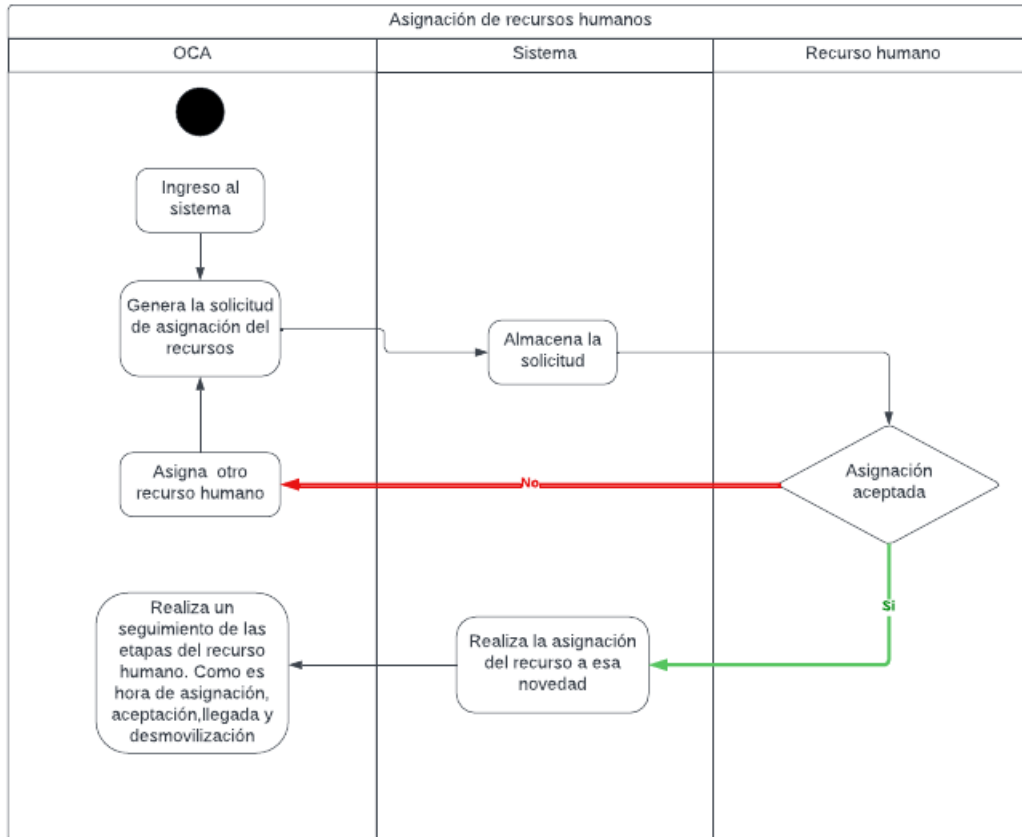 Asignación de recursos humanos
OCA
Sistema
Recurso humano
Ingreso al
sistema
Genera la solicitud
de asignación del
recursos
Almacena la
solicitud
Asignación
aceptada
No
Asigna otro
recurso humano
Si
Realiza la asignación
del recurso a esa
novedad
Realiza un
seguimiento de las
etapas del recurso
humano. Como es
hora de asignación,
aceptación,llegada y
desmovilización